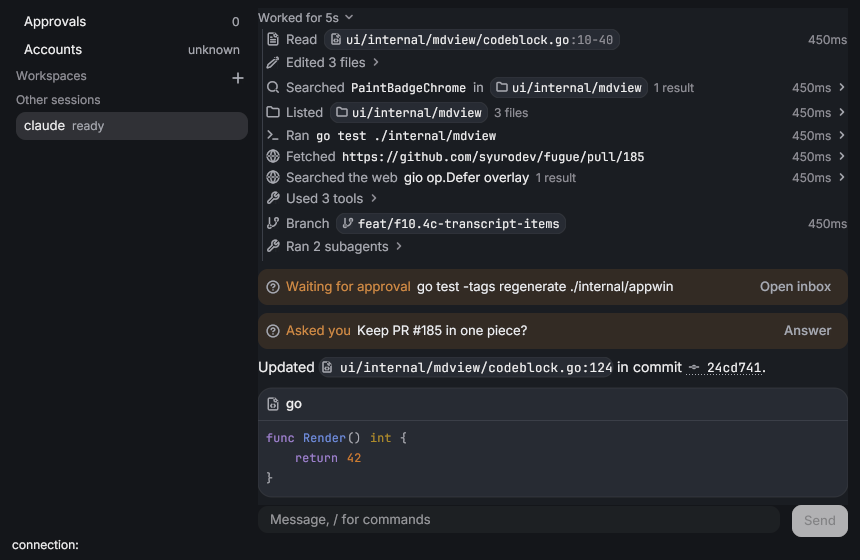 Approvals 0
Accounts unknown
Workspaces +
Other sessions
claude ready
connection:
Worked for 5s
Read ui/internal/mdview/codeblock.go:10-40 450ms
Edited 3 files
Searched PaintBadgeChrome in ui/internal/mdview 1 result 450ms
Listed ui/internal/mdview 3 files 450ms
Ran go test ./internal/mdview 450ms
Fetched https://github.com/syurodev/fugue/pull/185 450ms
Searched the web gio op.Defer overlay 1 result 450ms
Used 3 tools
Branch feat/f10.4c-transcript-items 450ms
Ran 2 subagents
Waiting for approval go test -tags regenerate ./internal/appwin Open inbox
Asked you Keep PR #185 in one piece? Answer
Updated ui/internal/mdview/codeblock.go:124 in commit 24cd741.
go
func Render() int {
    return 42
}
Message, / for commands Send